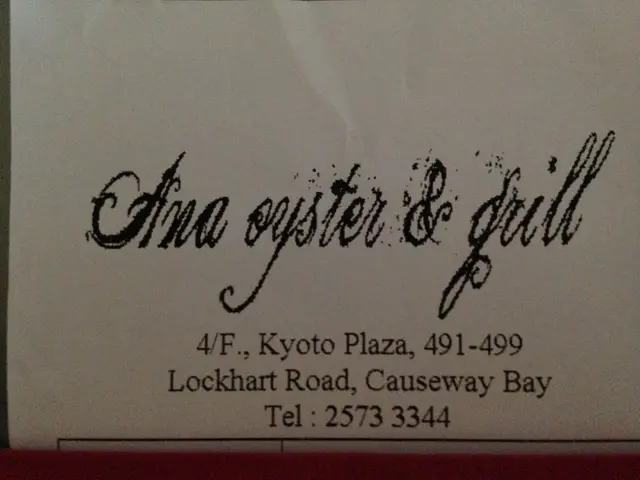 Ana oyster & grill
4/F., Kyoto Plaza, 491-499
Lockhart Road, Causeway Bay
Tel : 2573 3344